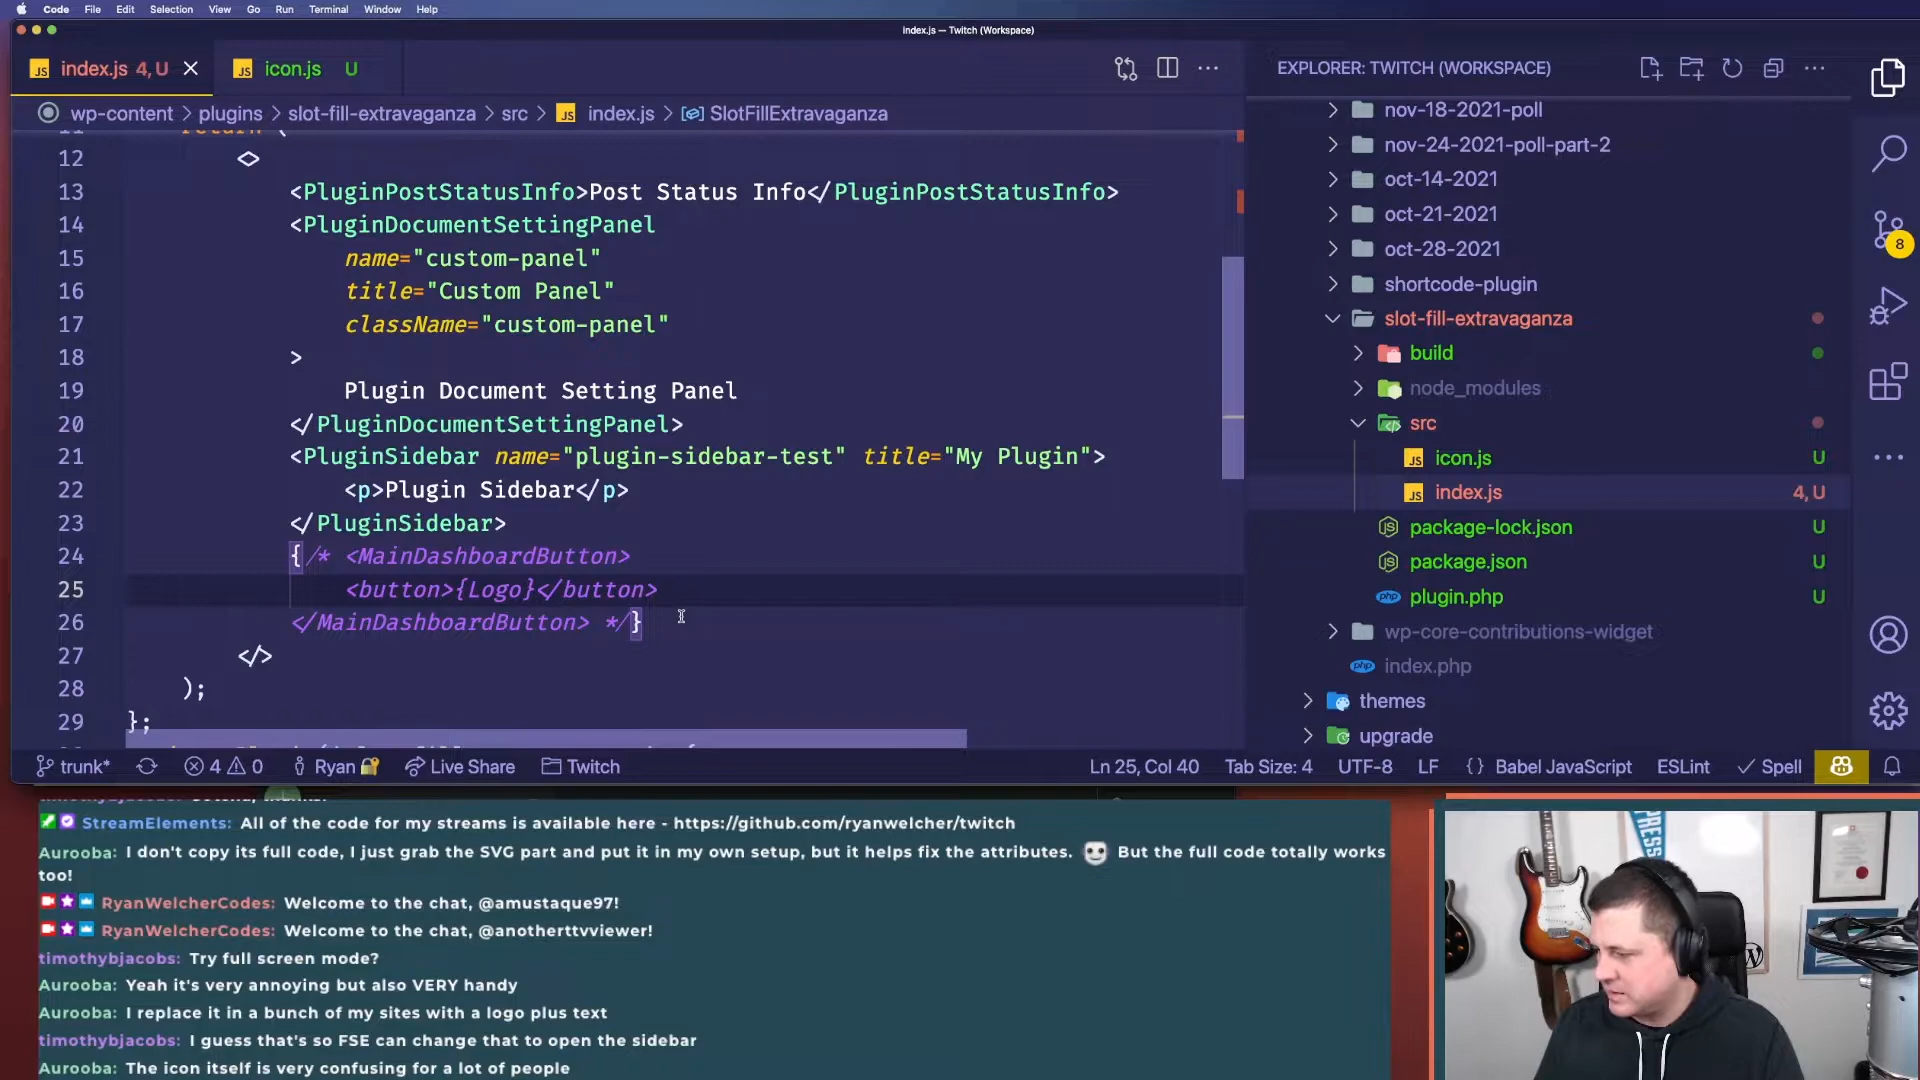 Code File Edit Selection View Go Run Terminal Window Help
index.js — Twitch (Workspace)
JS index.js 4, U
JS icon.js U
wp-content > plugins > slot-fill-extravaganza > src > JS index.js > SlotFillExtravaganza
12 <>
13 <PluginPostStatusInfo>Post Status Info</PluginPostStatusInfo>
14 <PluginDocumentSettingPanel
15 name="custom-panel"
16 title="Custom Panel"
17 className="custom-panel"
18 >
19 Plugin Document Setting Panel
20 </PluginDocumentSettingPanel>
21 <PluginSidebar name="plugin-sidebar-test" title="My Plugin">
22 <p>Plugin Sidebar</p>
23 </PluginSidebar>
24 {/* <MainDashboardButton>
25 <button>{Logo}</button>
26 </MainDashboardButton> */}
27 </>
28 );
29 };
EXPLORER: TWITCH (WORKSPACE)
nov-18-2021-poll
nov-24-2021-poll-part-2
oct-14-2021
oct-21-2021
oct-28-2021
shortcode-plugin
slot-fill-extravaganza
build
node_modules
src
JS icon.js U
JS index.js 4, U
package-lock.json U
package.json U
php plugin.php U
wp-core-contributions-widget
php index.php
themes
upgrade
8
trunk* 4 0 Ryan Live Share Twitch
Ln 25, Col 40 Tab Size: 4 UTF-8 LF {} Babel JavaScript ESLint Spell
StreamElements: All of the code for my streams is available here - https://github.com/ryanwelcher/twitch
Aurooba: I don't copy its full code, I just grab the SVG part and put it in my own setup, but it helps fix the attributes. But the full code totally works
too!
RyanWelcherCodes: Welcome to the chat, @amustaque97!
RyanWelcherCodes: Welcome to the chat, @anotherttvviewer!
timothybjacobs: Try full screen mode?
Aurooba: Yeah it's very annoying but also VERY handy
Aurooba: I replace it in a bunch of my sites with a logo plus text
timothybjacobs: I guess that's so FSE can change that to open the sidebar
Aurooba: The icon itself is very confusing for a lot of people